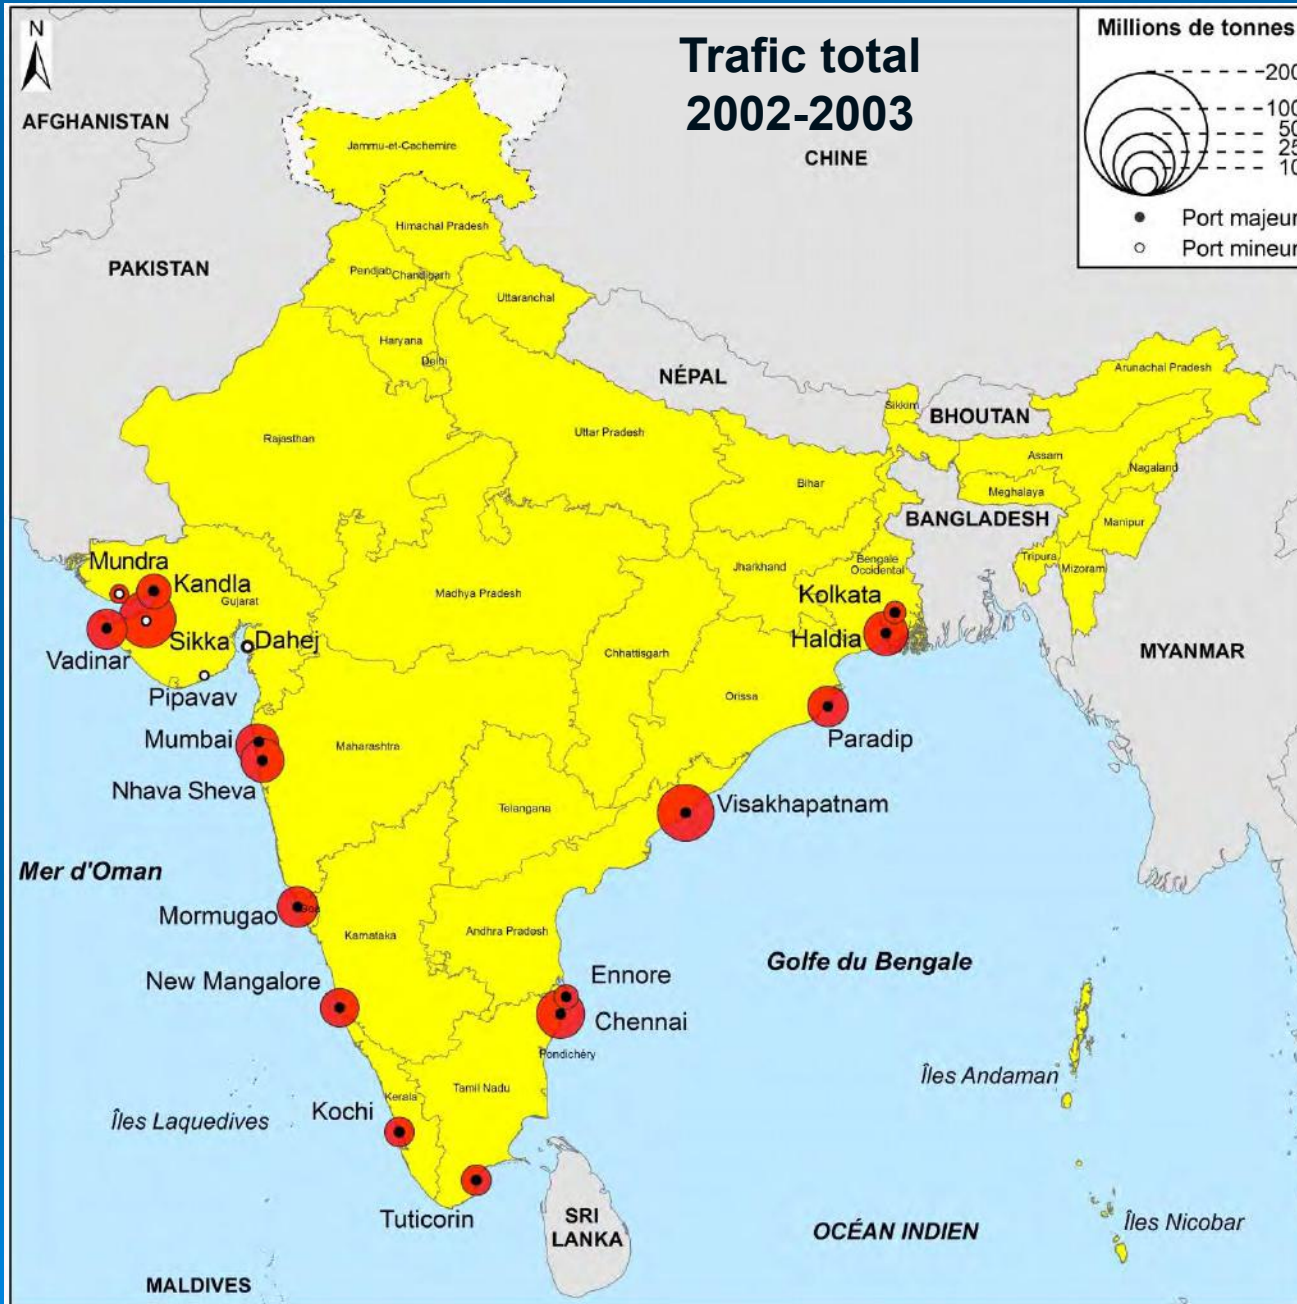 N
Trafic total
2002-2003
Millions de tonnes
200
100
50
25
10
Port majeur
Port mineur
AFGHANISTAN
CHINE
Jammu-et-Cachemire
Himachal Pradesh
PAKISTAN
Pendjab
Chandigarh
Uttaranchal
Haryana
Delhi
NÉPAL
Arunachal Pradesh
Sikkim
BHOUTAN
Rajasthan
Uttar Pradesh
Assam
Nagaland
Bihar
Meghalaya
BANGLADESH
Manipur
Mundra
Kandla
Gujarat
Madhya Pradesh
Jharkhand
Bengale
Occidental
Tripura
Mizoram
Kolkata
Sikka
Dahej
Haldia
Vadinar
Chhattisgarh
MYANMAR
Pipavav
Orissa
Mumbai
Maharashtra
Paradip
Nhava Sheva
Telangana
Visakhapatnam
Mer d'Oman
Mormugao
Goa
Karnataka
Andhra Pradesh
Golfe du Bengale
New Mangalore
Ennore
Chennai
Pondichéry
Îles Andaman
Tamil Nadu
Kerala
Îles Laquedives
Kochi
Tuticorin
SRI
LANKA
OCÉAN INDIEN
Îles Nicobar
MALDIVES